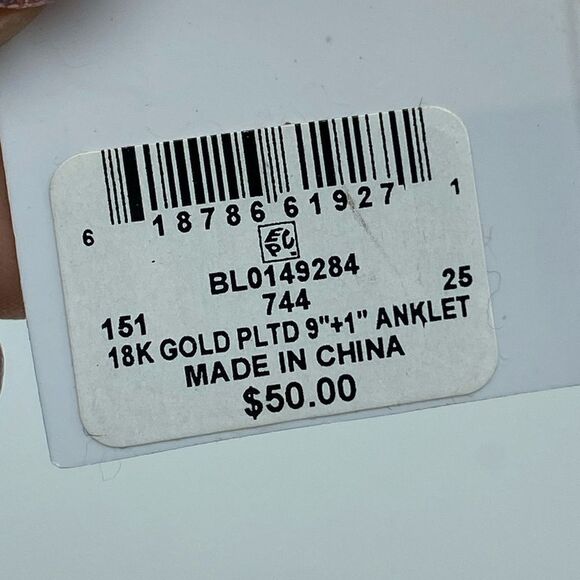 6 18786 61927 1
BL0149284
744
151 25
18K GOLD PLTD 9"+1" ANKLET
MADE IN CHINA
$50.00